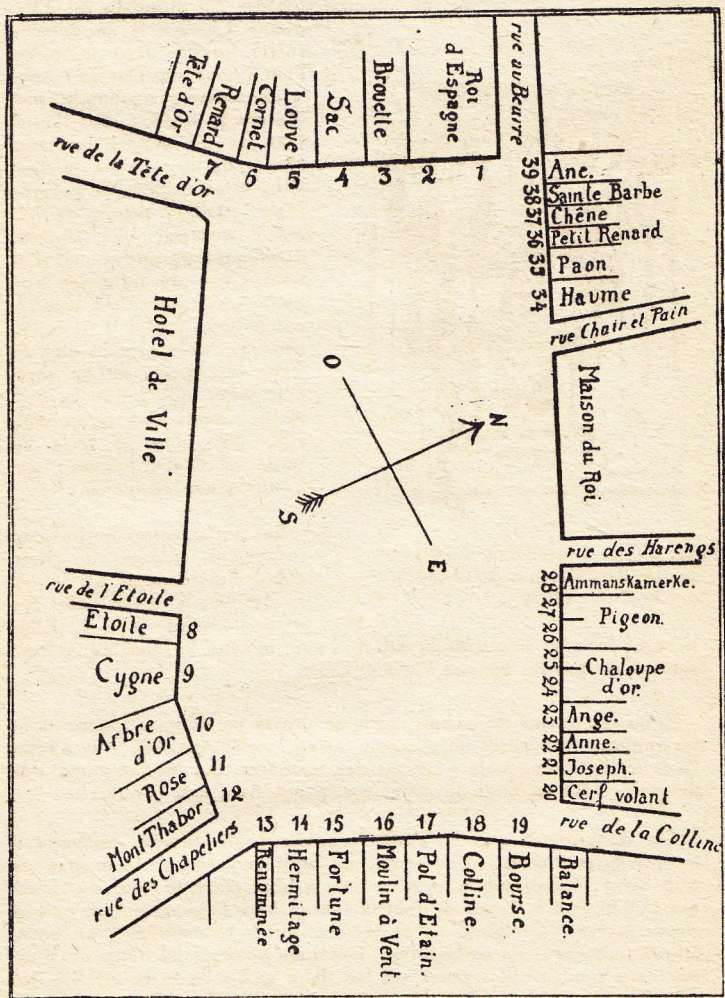 Tête d'Or
Renard
Cornet
Louve
Sac
Brouette
Roi
d'Espagne
rue au Beurre
7
6
5
4
3
2
1
rue de la Tête d'or
39
Ane.
38
Sainte Barbe
37
Chêne
36
Petit Renard
35
Paon
34
Haume
rue Chair et Pain
Hotel de Ville
Maison du Roi
O
N
S
E
rue des Harengs
rue de l'Etoile
28
Ammanskamerke.
27
26
Pigeon.
25
24
Chaloupe
d'or.
23
Ange.
22
Anne.
21
Joseph.
20
Cerf volant
rue de la Colline
Etoile
8
Cygne
9
Arbre
d'Or
10
Rose
11
Mont Thabor
12
rue des Chapeliers
13
14
15
16
17
18
19
Renommée
Hermitage
Fortune
Moulin à Vent
Pot d'Etain.
Colline.
Bourse.
Balance.